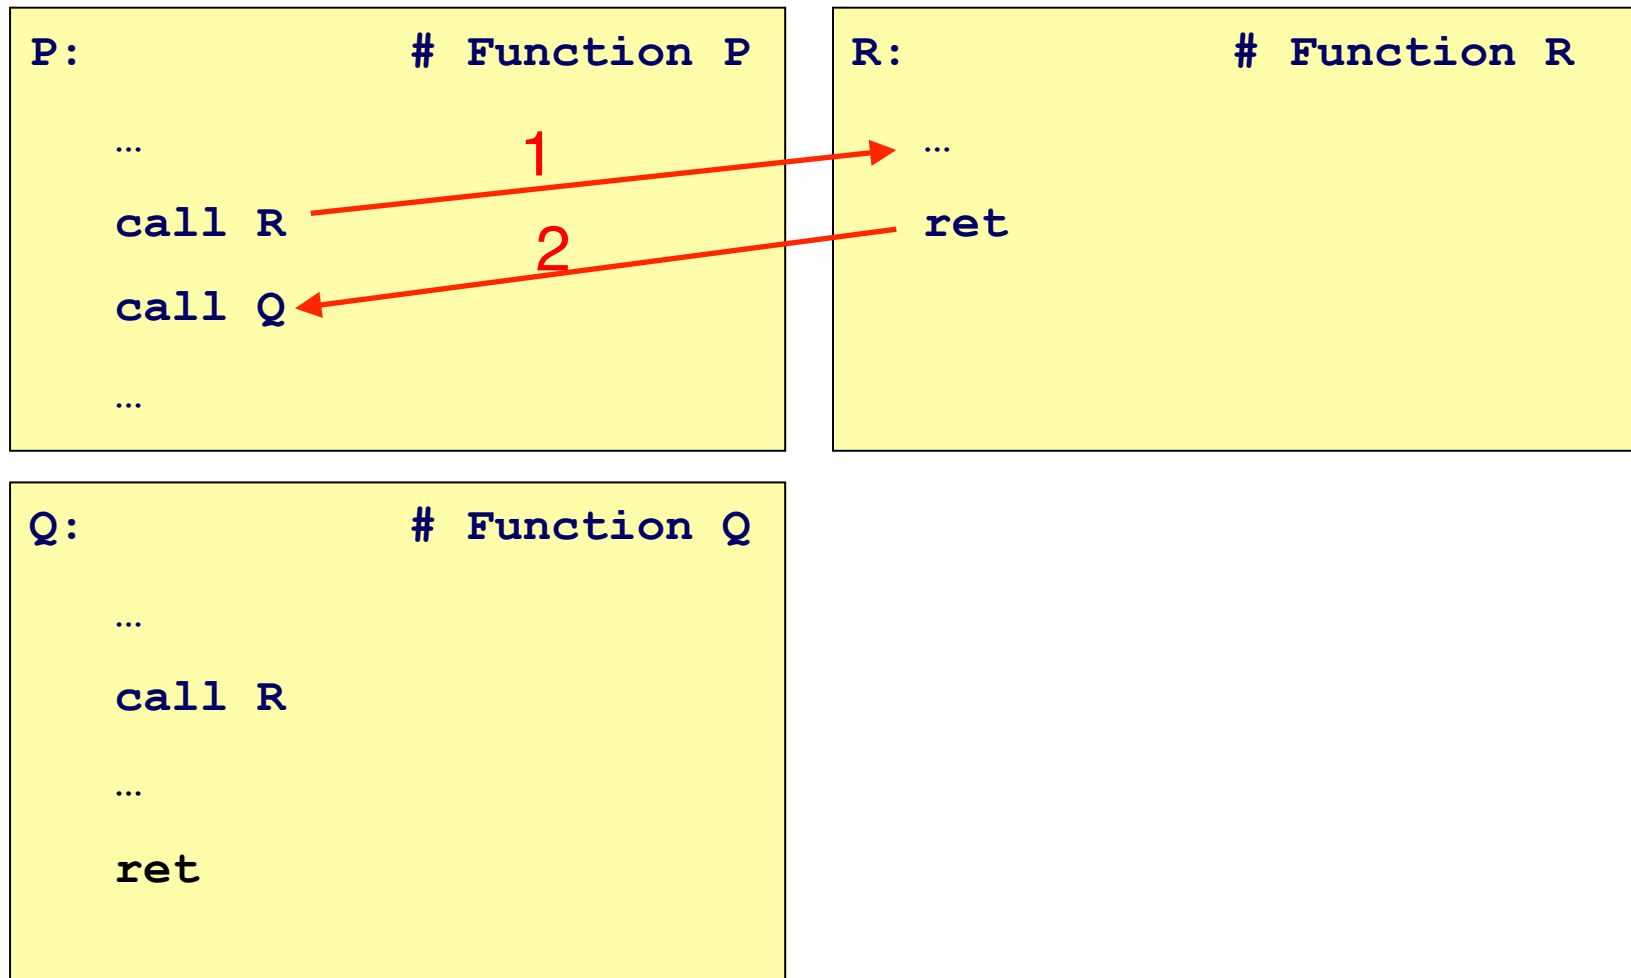 P: # Function P
…
call R
call Q
…
1
2
R: # Function R
…
ret
Q: # Function Q
…
call R
…
ret